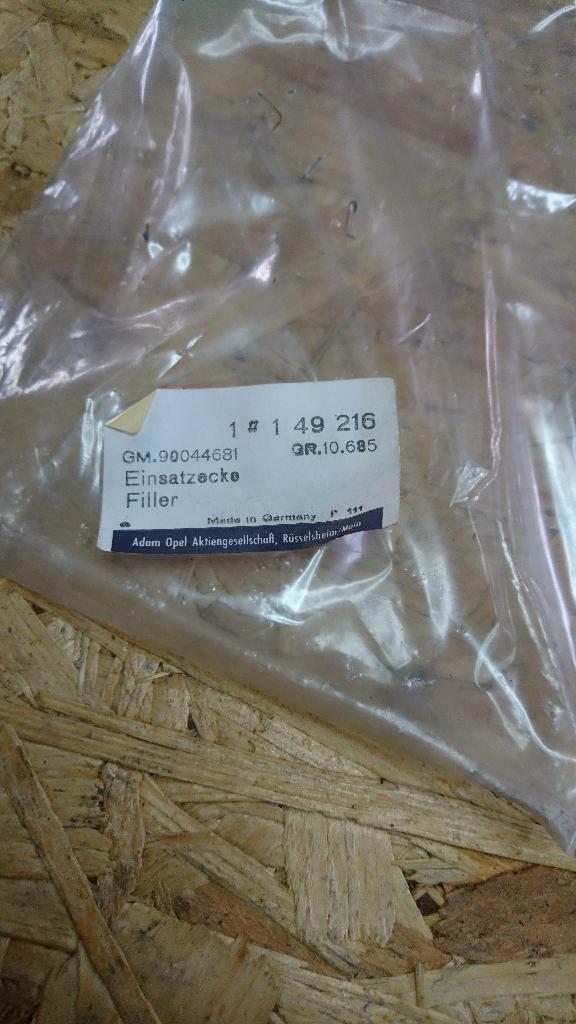 1 # 1 49 216
GM.90044681 GR.10.685
Einsatzecke
Filler
Made in Germany P 111
Adam Opel Aktiengesellschaft, Rüsselsheim/Main